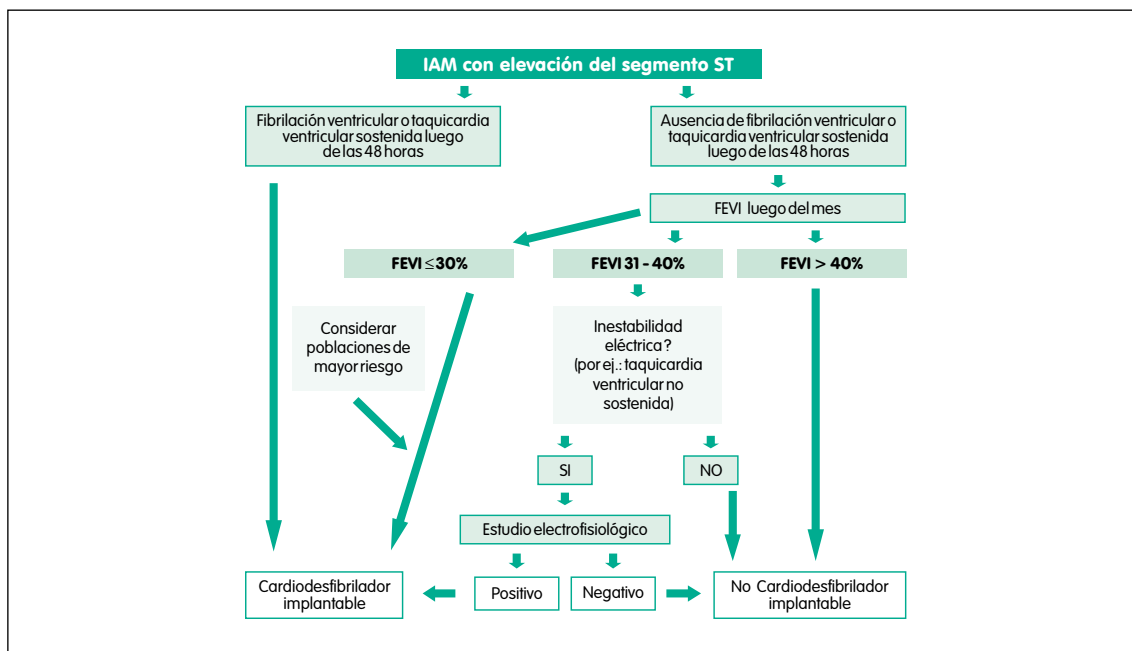 IAM con elevación del segmento ST
Fibrilación ventricular o taquicardia
ventricular sostenida luego
de las 48 horas
Ausencia de fibrilación ventricular o
taquicardia ventricular sostenida
luego de las 48 horas
FEVI luego del mes
FEVI ≤30%
FEVI 31 - 40%
FEVI > 40%
Considerar
poblaciones de
mayor riesgo
Inestabilidad
eléctrica?
(por ej.: taquicardia
ventricular no
sostenida)
SI
NO
Estudio electrofisiológico
Cardiodesfibrilador
implantable
Positivo
Negativo
No Cardiodesfibrilador
implantable